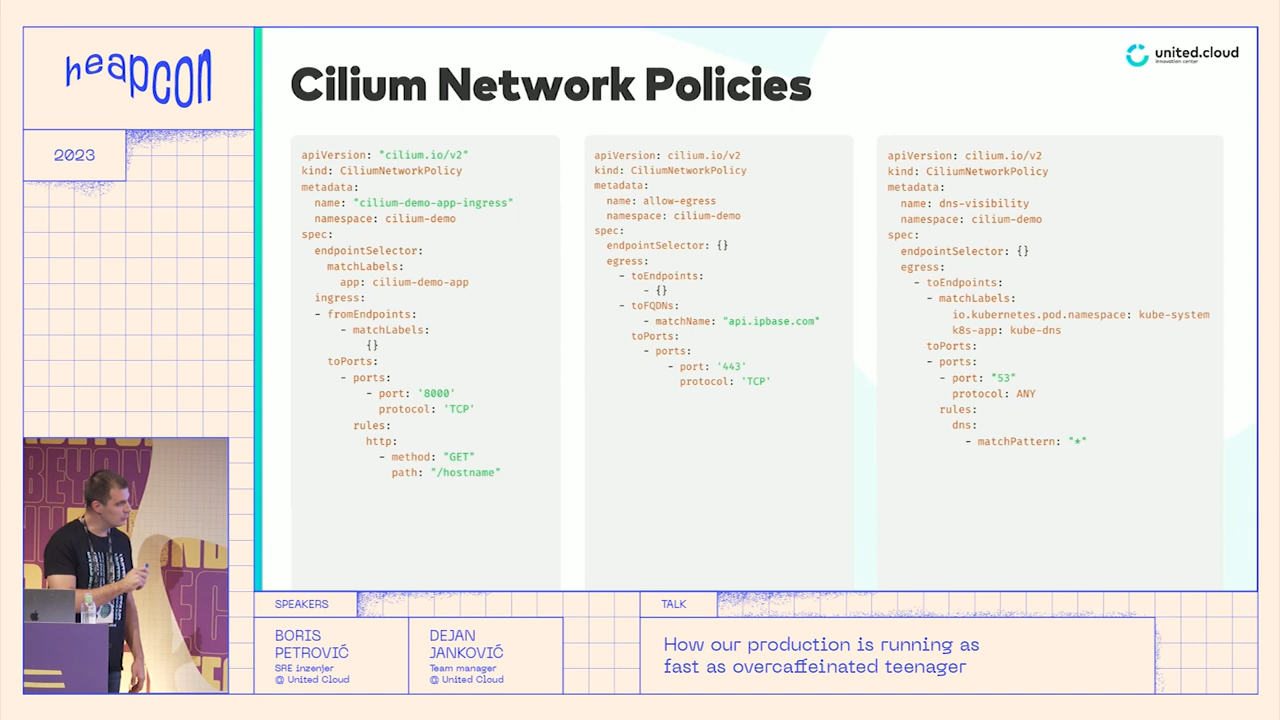 heapcon
2023
united.cloud
innovation center
Cilium Network Policies
apiVersion: "cilium.io/v2"
kind: CiliumNetworkPolicy
metadata:
  name: "cilium-demo-app-ingress"
  namespace: cilium-demo
spec:
  endpointSelector:
    matchLabels:
      app: cilium-demo-app
  ingress:
  - fromEndpoints:
      - matchLabels:
          {}
    toPorts:
      - ports:
          - port: '8000'
            protocol: 'TCP'
        rules:
          http:
            - method: "GET"
              path: "/hostname"
apiVersion: cilium.io/v2
kind: CiliumNetworkPolicy
metadata:
  name: allow-egress
  namespace: cilium-demo
spec:
  endpointSelector: {}
  egress:
    - toEndpoints:
        - {}
    - toFQDNs:
        - matchName: "api.ipbase.com"
      toPorts:
        - ports:
            - port: '443'
              protocol: 'TCP'
apiVersion: cilium.io/v2
kind: CiliumNetworkPolicy
metadata:
  name: dns-visibility
  namespace: cilium-demo
spec:
  endpointSelector: {}
  egress:
    - toEndpoints:
      - matchLabels:
          io.kubernetes.pod.namespace: kube-system
          k8s-app: kube-dns
      toPorts:
      - ports:
        - port: "53"
          protocol: ANY
        rules:
          dns:
            - matchPattern: "*"
BEYON
SPEAKERS
BORIS
PETROVIĆ
SRE inzenjer
@ United Cloud
DEJAN
JANKOVIĆ
Team manager
@ United Cloud
TALK
How our production is running as
fast as overcaffeinated teenager